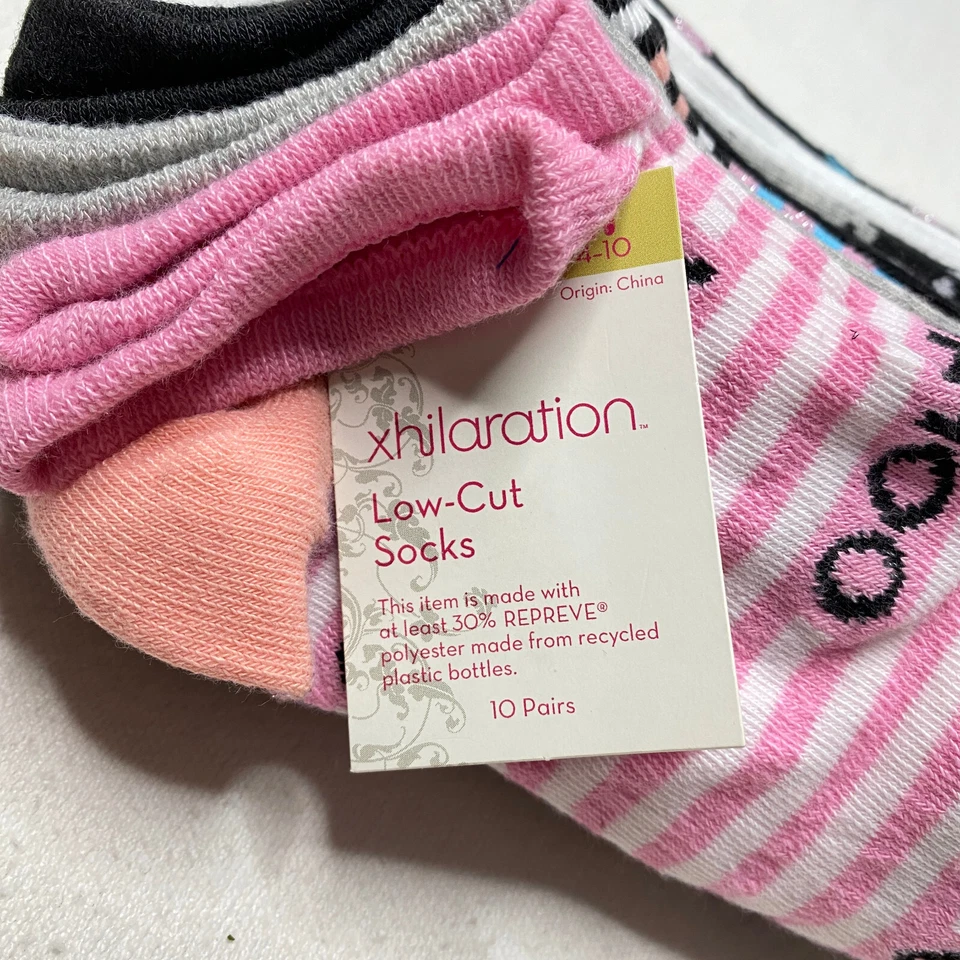 4-10
Origin: China
xhilaration™
Low-Cut
Socks
This item is made with
at least 30% REPREVE®
polyester made from recycled
plastic bottles.
10 Pairs